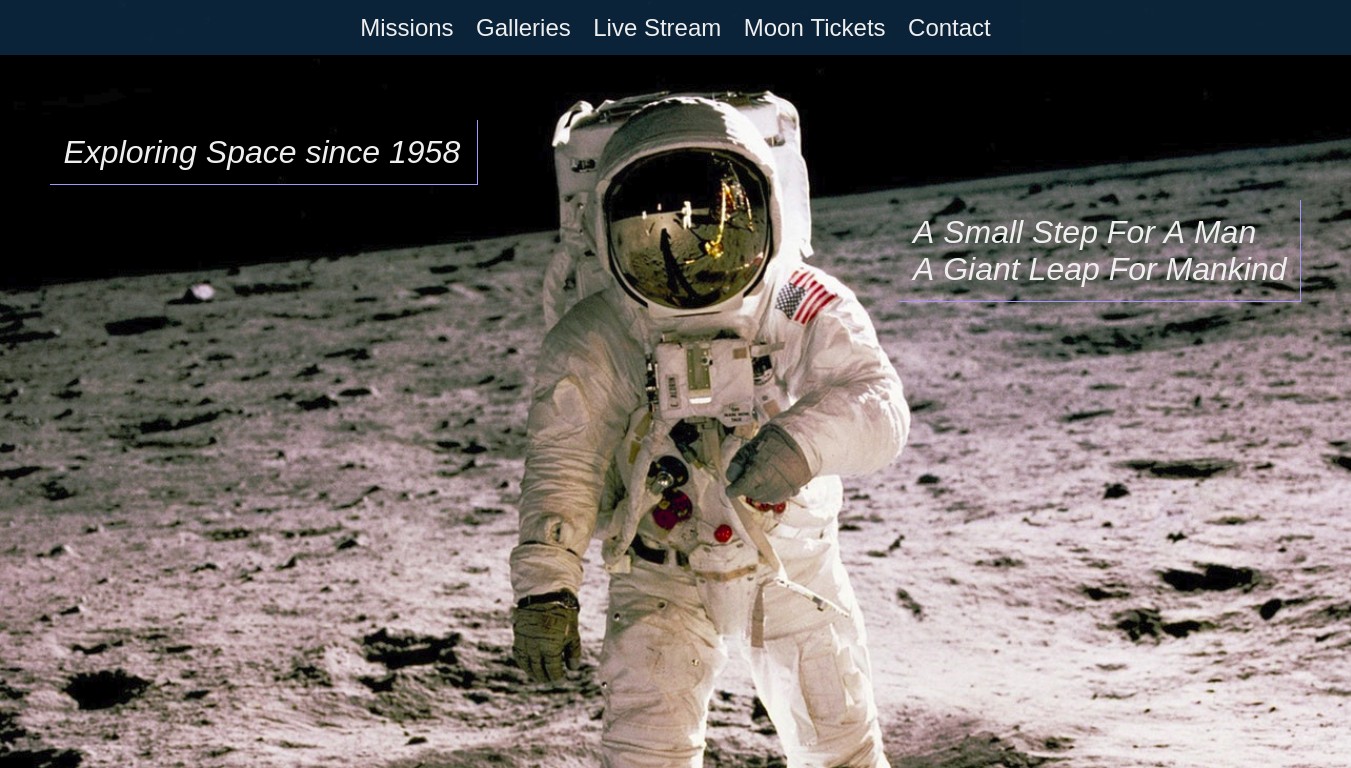 Missions Galleries Live Stream Moon Tickets Contact
Exploring Space since 1958
A Small Step For A Man
A Giant Leap For Mankind